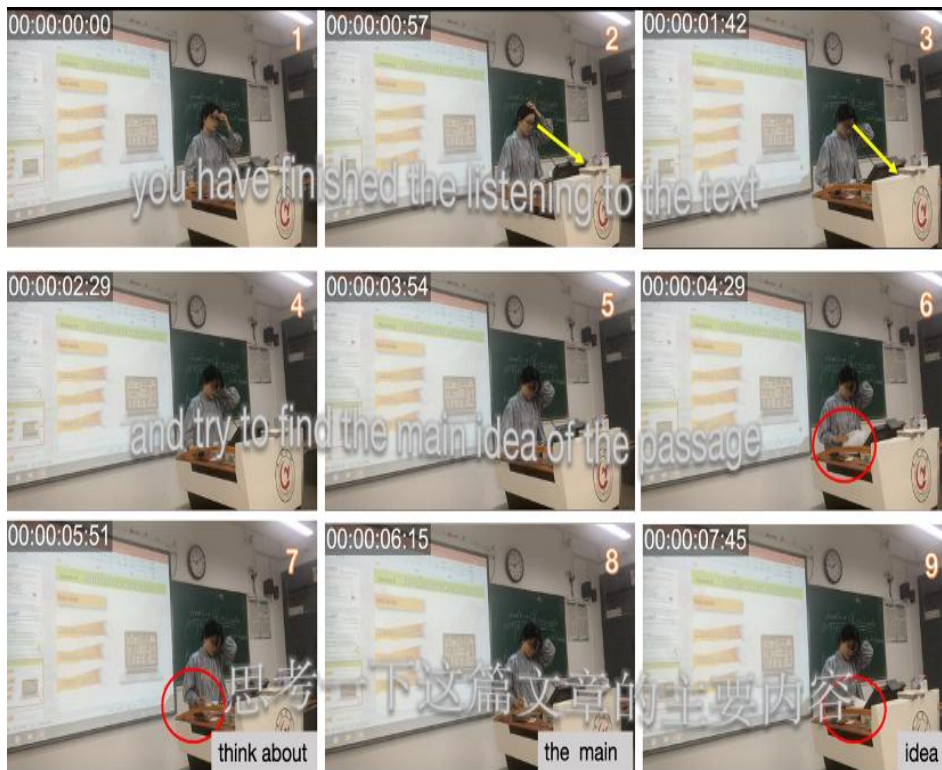 00:00:00:00 1
00:00:00:57 2
00:00:01:42 3
you have finished the listening to the text
00:00:02:29 4
00:00:03:54 5
00:00:04:29 6
and try to find the main idea of the passage
00:00:05:51 7
00:00:06:15 8
00:00:07:45 9
思考一下这篇文章的主要内容
think about
the main
idea